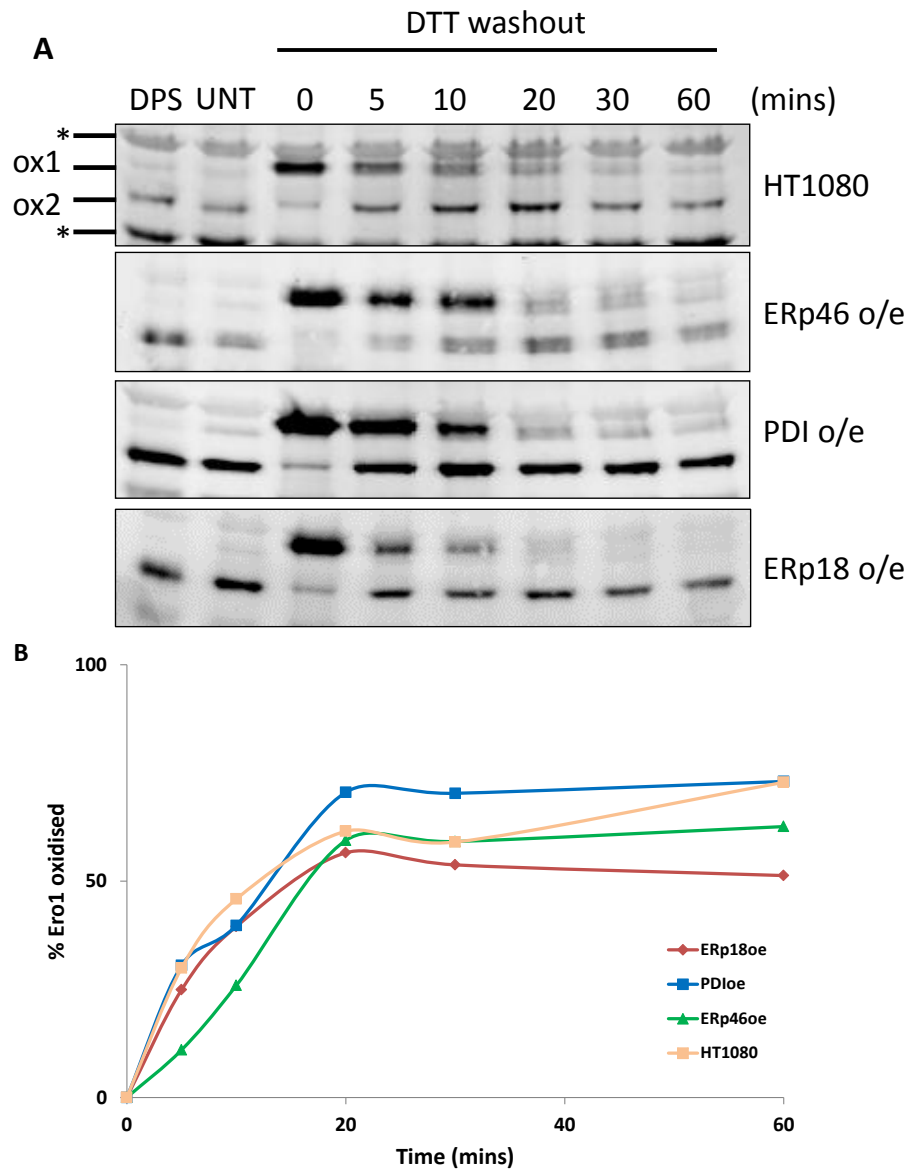 DTT washout
A
DPS UNT 0 5 10 20 30 60 (mins)
*
ox1
ox2
*
HT1080
ERp46 o/e
PDI o/e
ERp18 o/e
B
100
50
0
% Ero1 oxidised
0 20 40 60
Time (mins)
ERp18oe
PDIoe
ERp46oe
HT1080